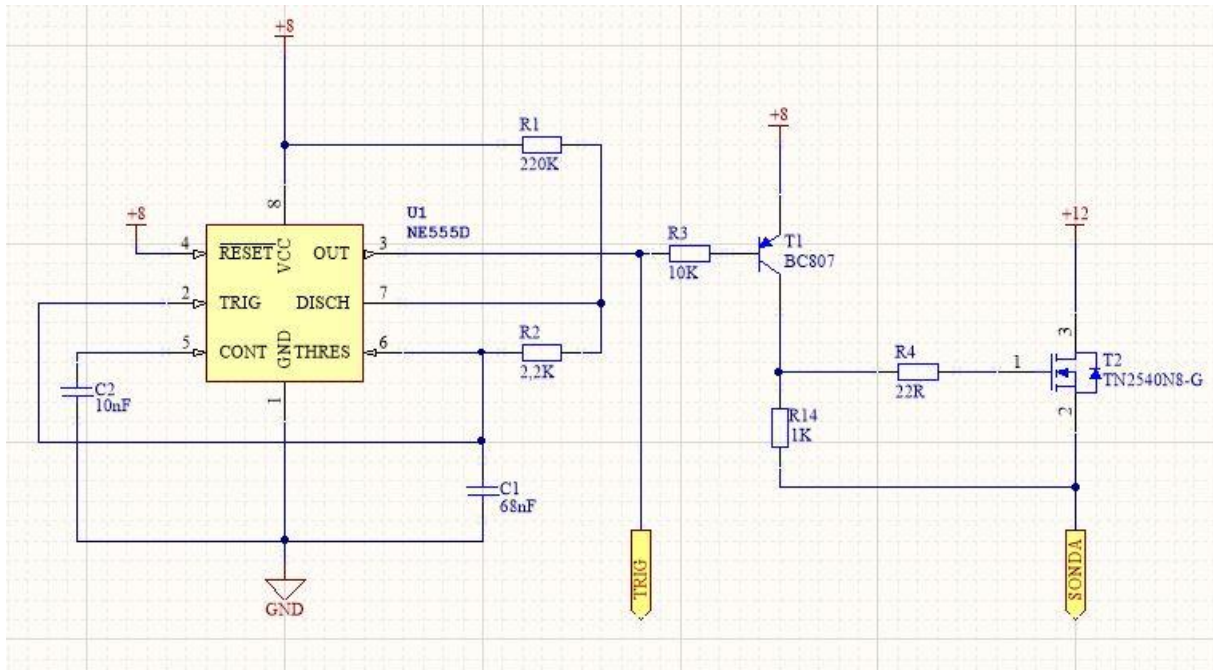 +8
R1
220K
+8
+8
8
U1
NE555D
+12
4
RESET
VCC
OUT
3
R3
10K
T1
BC807
2
TRIG
DISCH
7
R2
2,2K
5
CONT
GND
THRES
6
3
R4
22R
1
T2
TN2540N8-G
C2
10nF
1
2
R14
1K
C1
68nF
TRIG
SONDA
GND